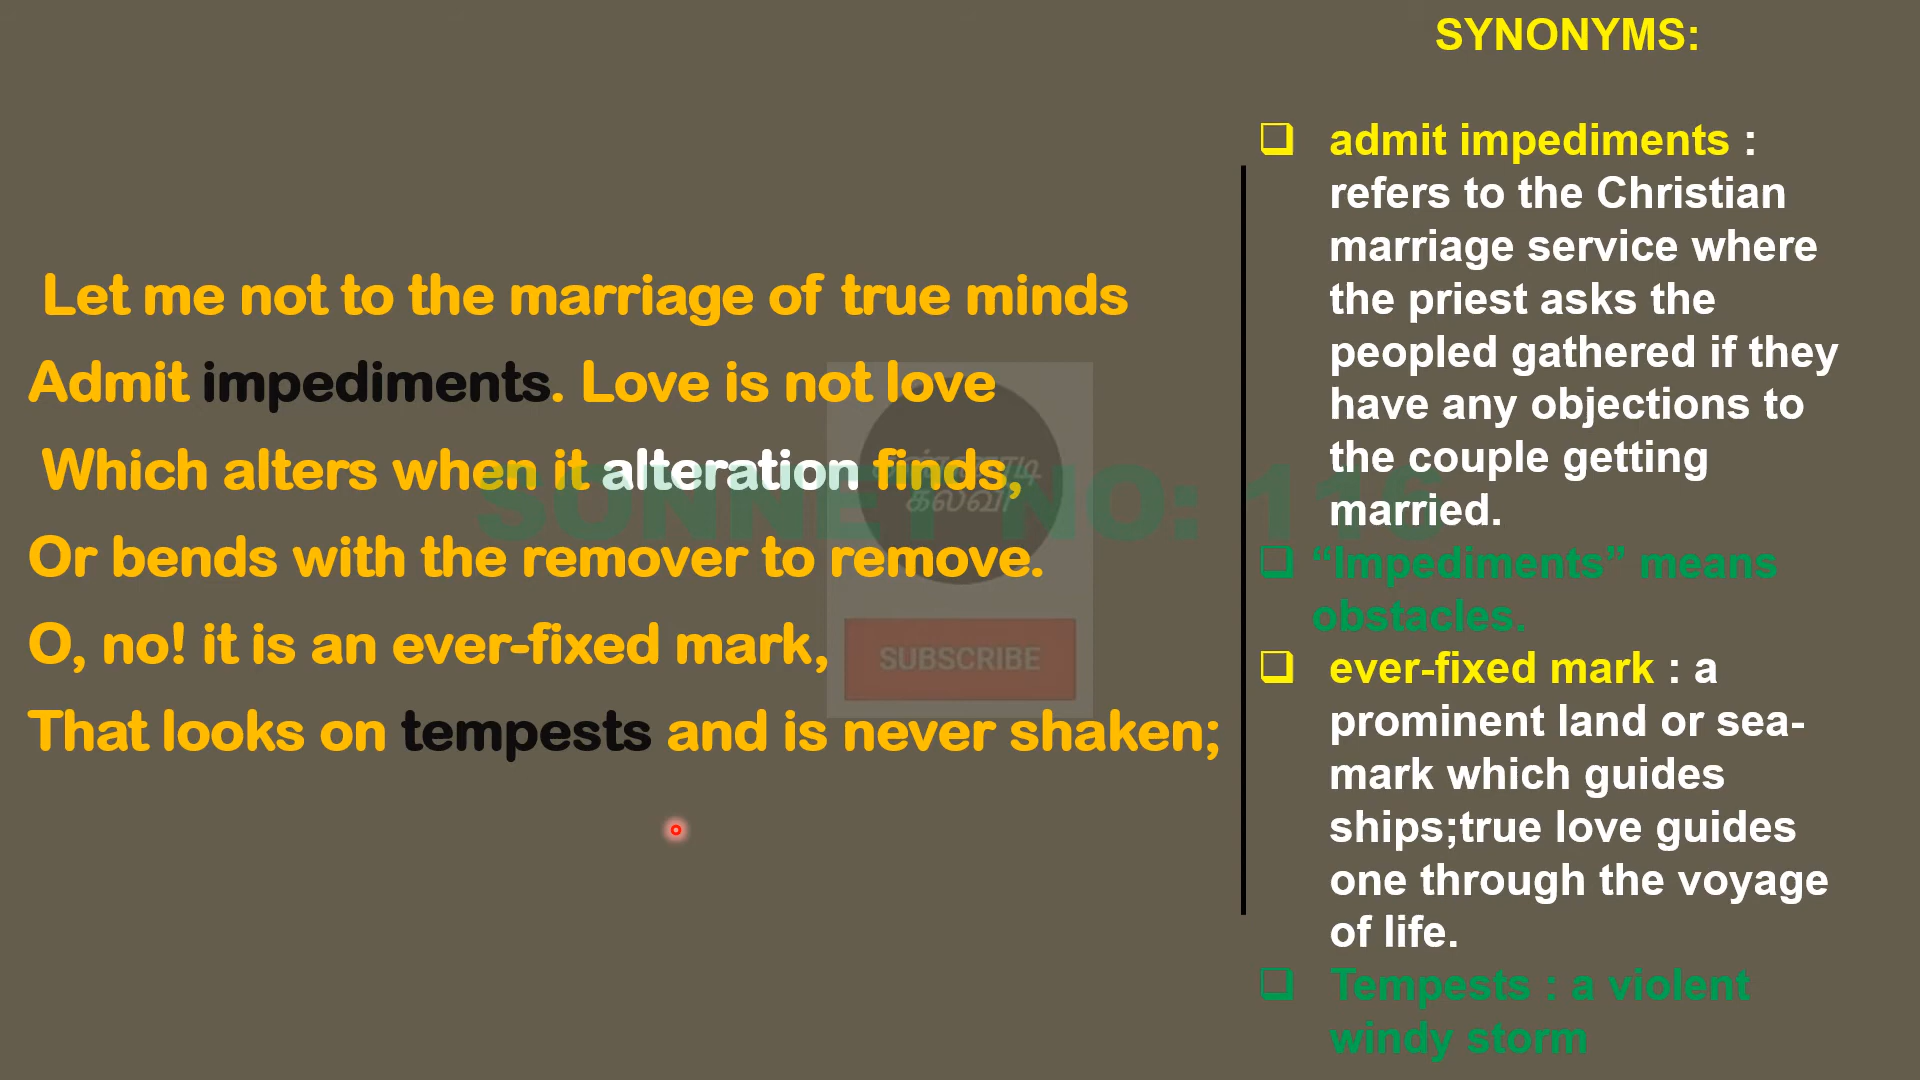 SYNONYMS:
Let me not to the marriage of true minds
Admit impediments. Love is not love
Which alters when it alteration finds,
Or bends with the remover to remove.
O, no! it is an ever-fixed mark,
That looks on tempests and is never shaken;
SONNET NO: 116
கல்வி
SUBSCRIBE
admit impediments :
refers to the Christian
marriage service where
the priest asks the
peopled gathered if they
have any objections to
the couple getting
married.
“Impediments” means
obstacles.
ever-fixed mark : a
prominent land or sea-
mark which guides
ships;true love guides
one through the voyage
of life.
Tempests : a violent
windy storm